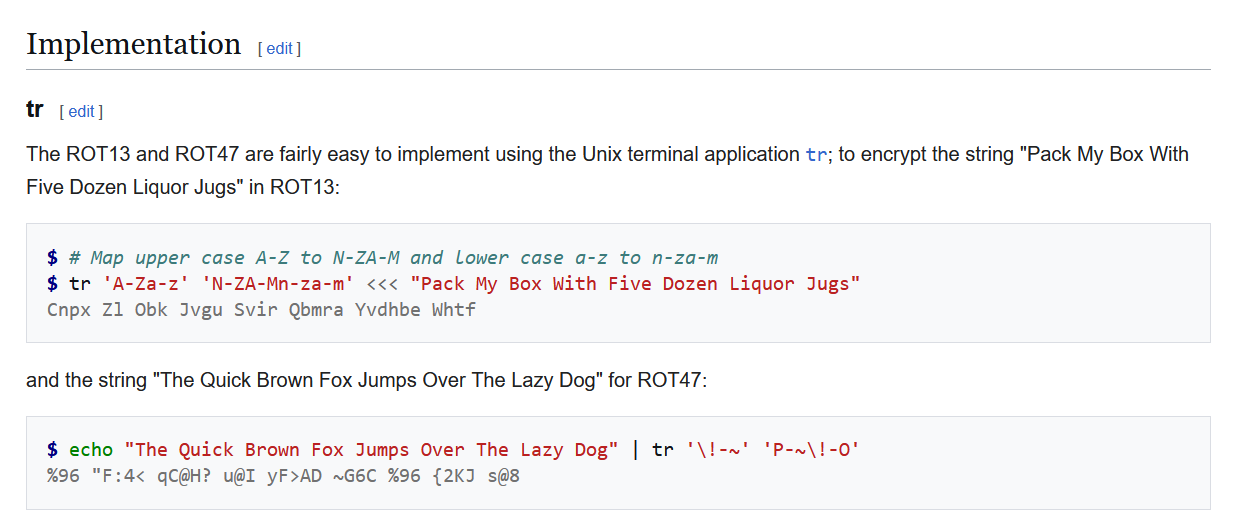 Implementation [ edit ]
tr [ edit ]
The ROT13 and ROT47 are fairly easy to implement using the Unix terminal application tr; to encrypt the string "Pack My Box With
Five Dozen Liquor Jugs" in ROT13:
$ # Map upper case A-Z to N-ZA-M and lower case a-z to n-za-m
$ tr 'A-Za-z' 'N-ZA-Mn-za-m' <<< "Pack My Box With Five Dozen Liquor Jugs"
Cnpx Zl Obk Jvgu Svir Qbmra Yvdhbe Whtf
and the string "The Quick Brown Fox Jumps Over The Lazy Dog" for ROT47:
$ echo "The Quick Brown Fox Jumps Over The Lazy Dog" | tr '\!-~' 'P-~\!-O'
%96 "F:4< qC@H? u@I yF>AD ~G6C %96 {2KJ s@8